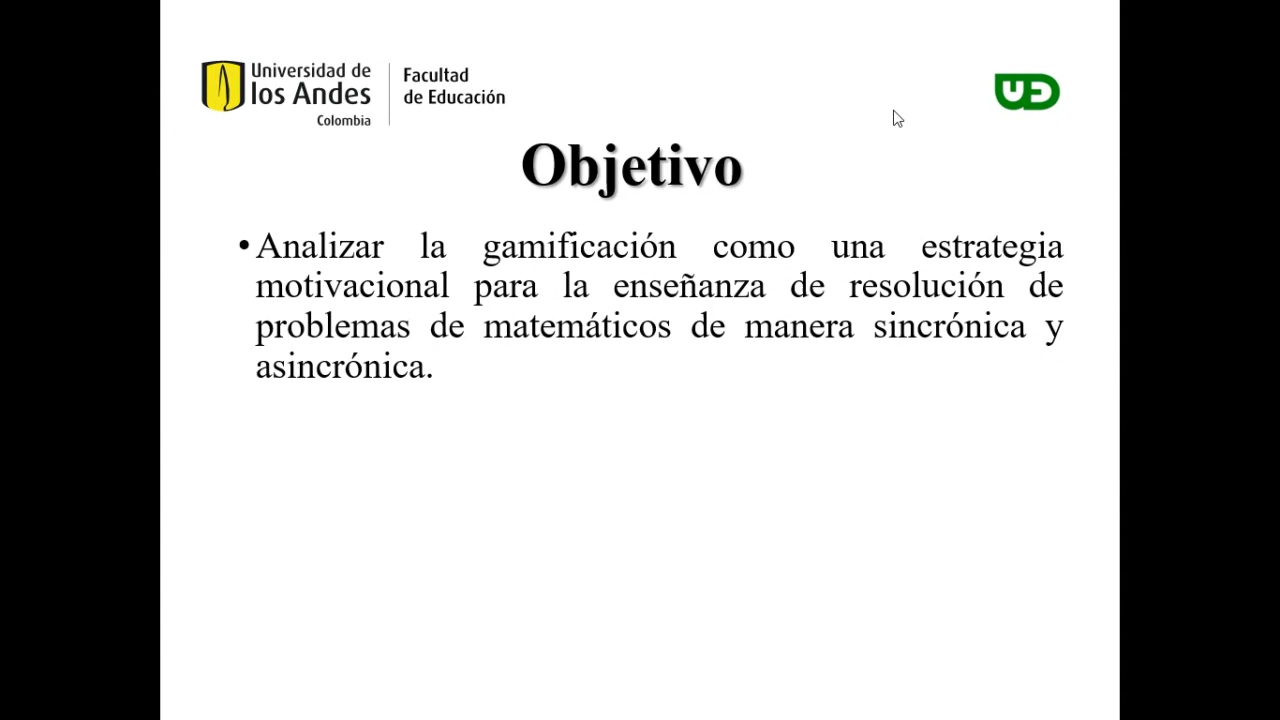 Universidad de
los Andes
Colombia
Facultad
de Educación
UD
Objetivo
• Analizar la gamificación como una estrategia
motivacional para la enseñanza de resolución de
problemas de matemáticos de manera sincrónica y
asincrónica.